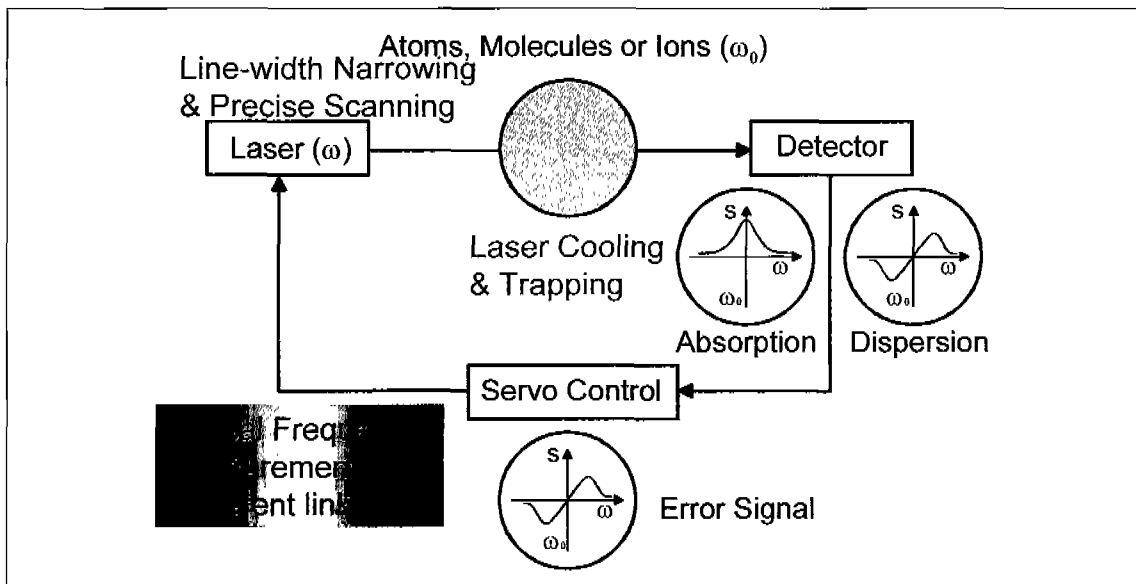 Atoms, Molecules or Ions (ω₀)
Line-width Narrowing
& Precise Scanning
Laser (ω)
Detector
Laser Cooling
& Trapping
S
ω
ω₀
Absorption
S
ω
ω₀
Dispersion
Servo Control
S
ω
ω₀
Error Signal